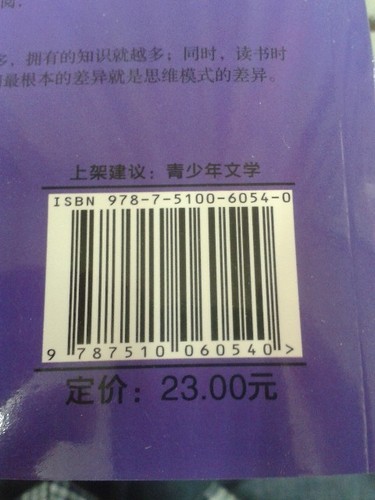 多，拥有的知识就越多；同时，读书时
最根本的差异就是思维模式的差异。
上架建议：青少年文学
ISBN 978-7-5100-6054-0
9 787510 060540 >
定价：23.00元